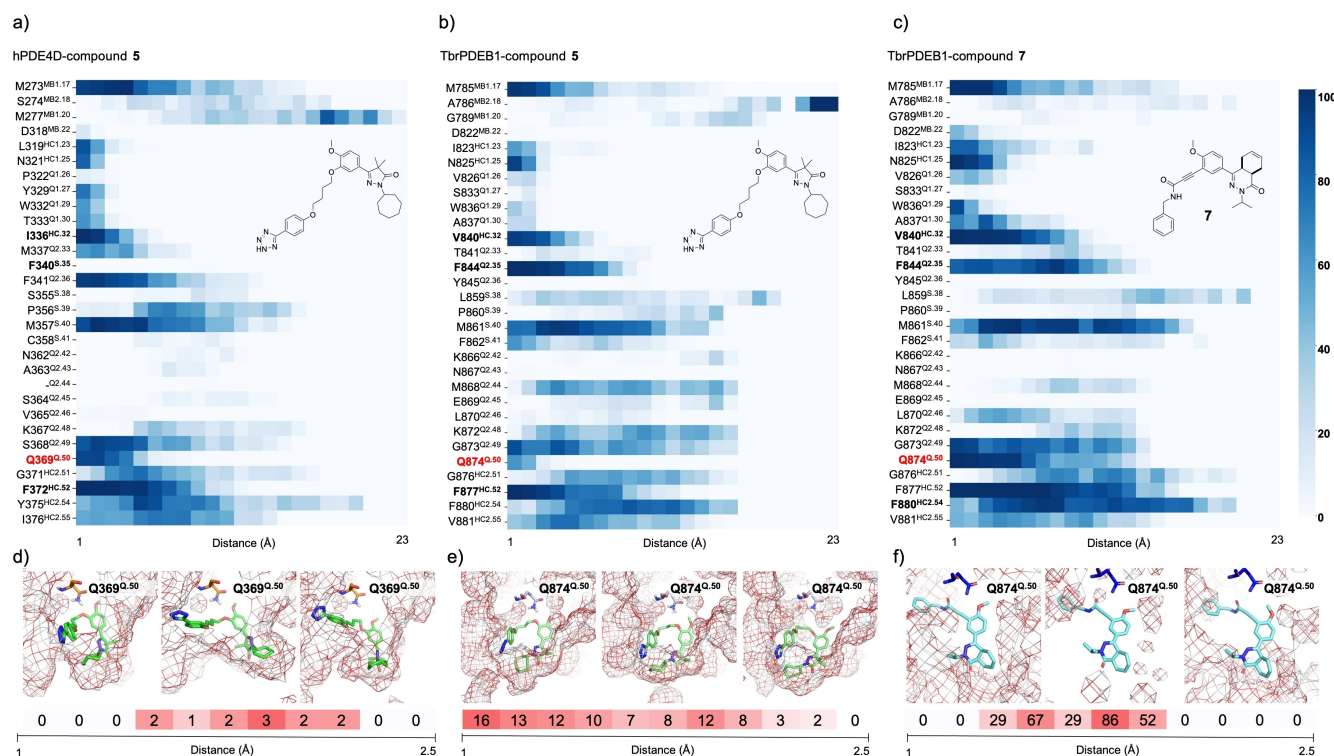 a)
hPDE4D-compound 5
M273MB1.17
S274MB2.18
M277MB1.20
D318MB.22
L319HC1.23
N321HC1.25
P322Q1.26
Y329Q1.27
W332Q1.29
T333Q1.30
I336HC.32
M337Q2.33
F340S.35
F341Q2.36
S355S.38
P356S.39
M357S.40
C358S.41
N362Q2.42
A363Q2.43
-Q2.44
S364Q2.45
V365Q2.46
K367Q2.48
S368Q2.49
Q369Q.50
G371HC2.51
F372HC.52
Y375HC2.54
I376HC2.55
O
O
O
N
N
O
N
N
N
HN
1
Distance (Å)
23
b)
TbrPDEB1-compound 5
M785MB1.17
A786MB2.18
G789MB1.20
D822MB.22
I823HC1.23
N825HC1.25
V826Q1.26
S833Q1.27
W836Q1.29
A837Q1.30
V840HC.32
T841Q2.33
F844Q2.35
Y845Q2.36
L859S.38
P860S.39
M861S.40
F862S.41
K866Q2.42
N867Q2.43
M868Q2.44
E869Q2.45
L870Q2.46
K872Q2.48
G873Q2.49
Q874Q.50
G876HC2.51
F877HC.52
F880HC2.54
V881HC2.55
O
O
O
N
N
O
N
N
N
HN
1
Distance (Å)
23
c)
TbrPDEB1-compound 7
M785MB1.17
A786MB2.18
G789MB1.20
D822MB.22
I823HC1.23
N825HC1.25
V826Q1.26
S833Q1.27
W836Q1.29
A837Q1.30
V840HC.32
T841Q2.33
F844Q2.35
Y845Q2.36
L859S.38
P860S.39
M861S.40
F862S.41
K866Q2.42
N867Q2.43
M868Q2.44
E869Q2.45
L870Q2.46
K872Q2.48
G873Q2.49
Q874Q.50
G876HC2.51
F877HC.52
F880HC2.54
V881HC2.55
O
O
NH
N
N
O
7
1
Distance (Å)
23
100
80
60
40
20
0
d)
Q369Q.50
Q369Q.50
Q369Q.50
0 0 0 2 1 2 3 2 2 0 0
1
Distance (Å)
2.5
e)
Q874Q.50
Q874Q.50
Q874Q.50
16 13 12 10 7 8 12 8 3 2 0
1
Distance (Å)
2.5
f)
Q874Q.50
Q874Q.50
Q874Q.50
0 0 29 67 29 86 52 0 0 0 0
1
Distance (Å)
2.5